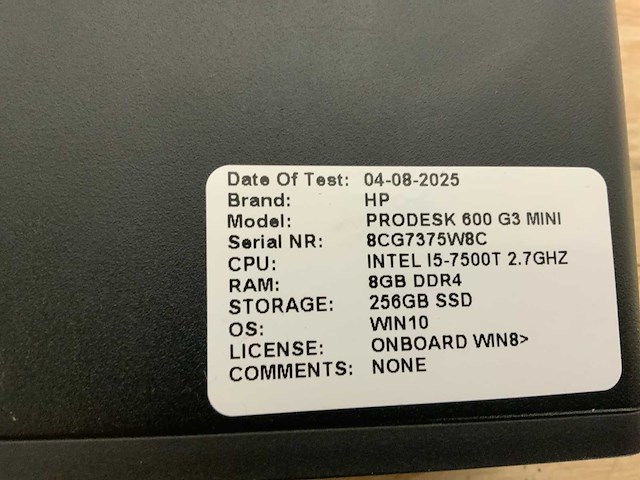 Date Of Test: 04-08-2025
Brand: HP
Model: PRODESK 600 G3 MINI
Serial NR: 8CG7375W8C
CPU: INTEL I5-7500T 2.7GHZ
RAM: 8GB DDR4
STORAGE: 256GB SSD
OS: WIN10
LICENSE: ONBOARD WIN8>
COMMENTS: NONE